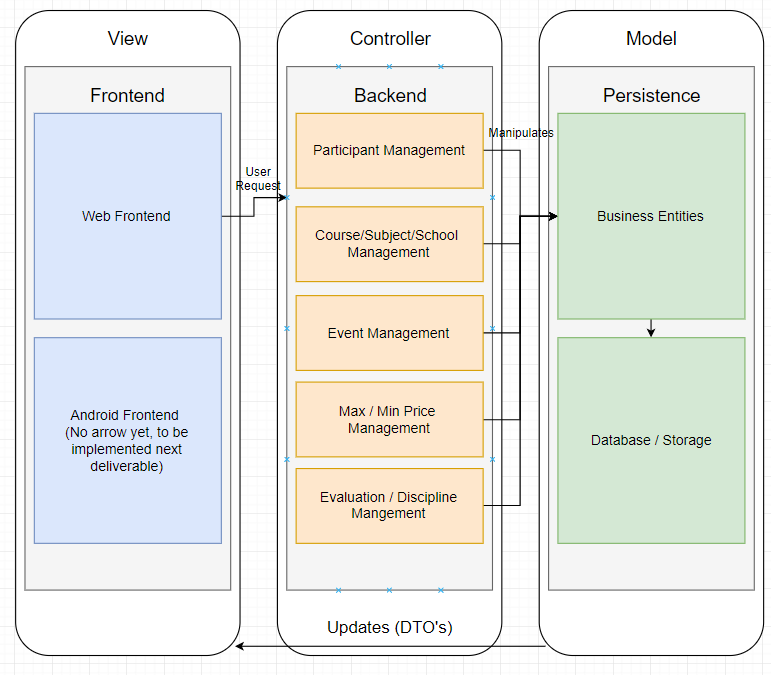 View
Controller
Model
Frontend
Backend
Persistence
Web Frontend
Android Frontend
(No arrow yet, to be
implemented next
deliverable)
User
Request
Participant Management
Course/Subject/School
Management
Event Management
Max / Min Price
Management
Evaluation / Discipline
Mangement
Manipulates
Business Entities
Database / Storage
Updates (DTO's)